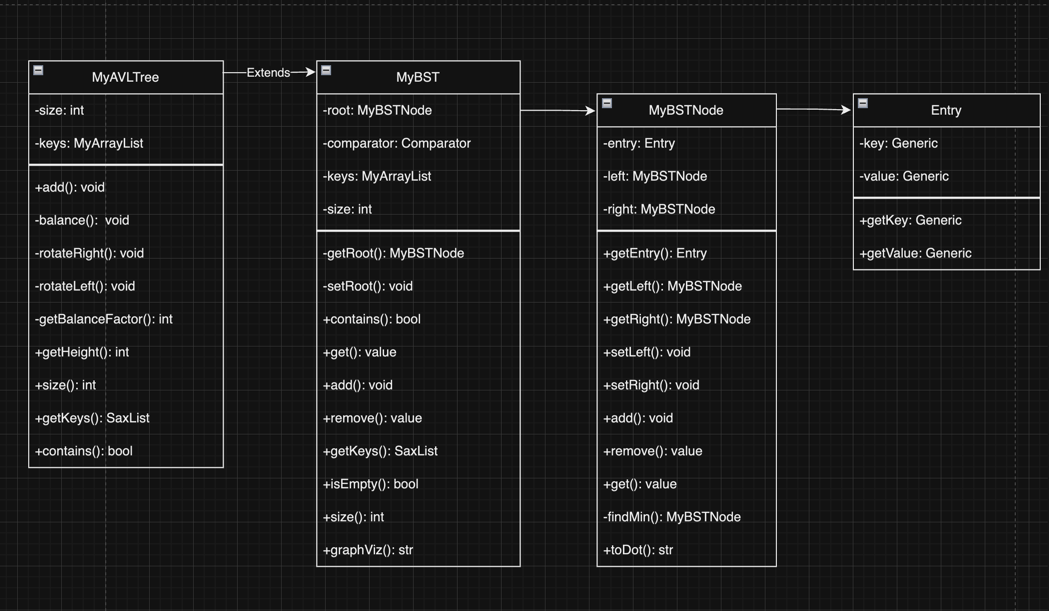 MyAVLTree
-size: int
-keys: MyArrayList
+add(): void
-balance():  void
-rotateRight(): void
-rotateLeft(): void
-getBalanceFactor(): int
+getHeight(): int
+size(): int
+getKeys(): SaxList
+contains(): bool
Extends
MyBST
-root: MyBSTNode
-comparator: Comparator
-keys: MyArrayList
-size: int
-getRoot(): MyBSTNode
-setRoot(): void
+contains(): bool
+get(): value
+add(): void
+remove(): value
+getKeys(): SaxList
+isEmpty(): bool
+size(): int
+graphViz(): str
MyBSTNode
-entry: Entry
-left: MyBSTNode
-right: MyBSTNode
+getEntry(): Entry
+getLeft(): MyBSTNode
+getRight(): MyBSTNode
+setLeft(): void
+setRight(): void
+add(): void
+remove(): value
+get(): value
-findMin(): MyBSTNode
+toDot(): str
Entry
-key: Generic
-value: Generic
+getKey: Generic
+getValue: Generic